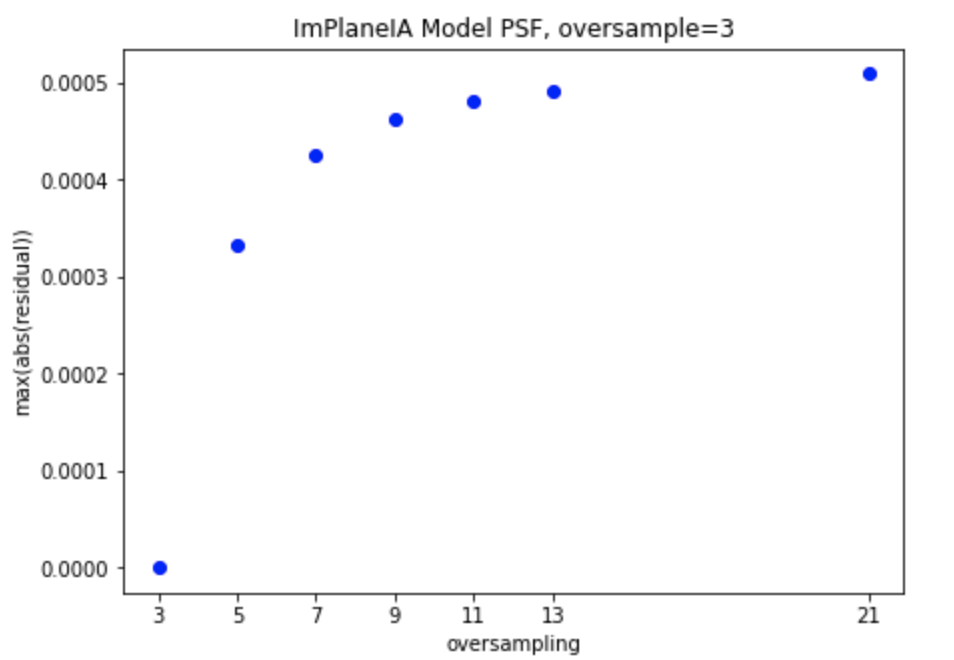 ImPlaneIA Model PSF, oversample=3
max(abs(residual))
0.0005
0.0004
0.0003
0.0002
0.0001
0.0000
3 5 7 9 11 13 21
oversampling